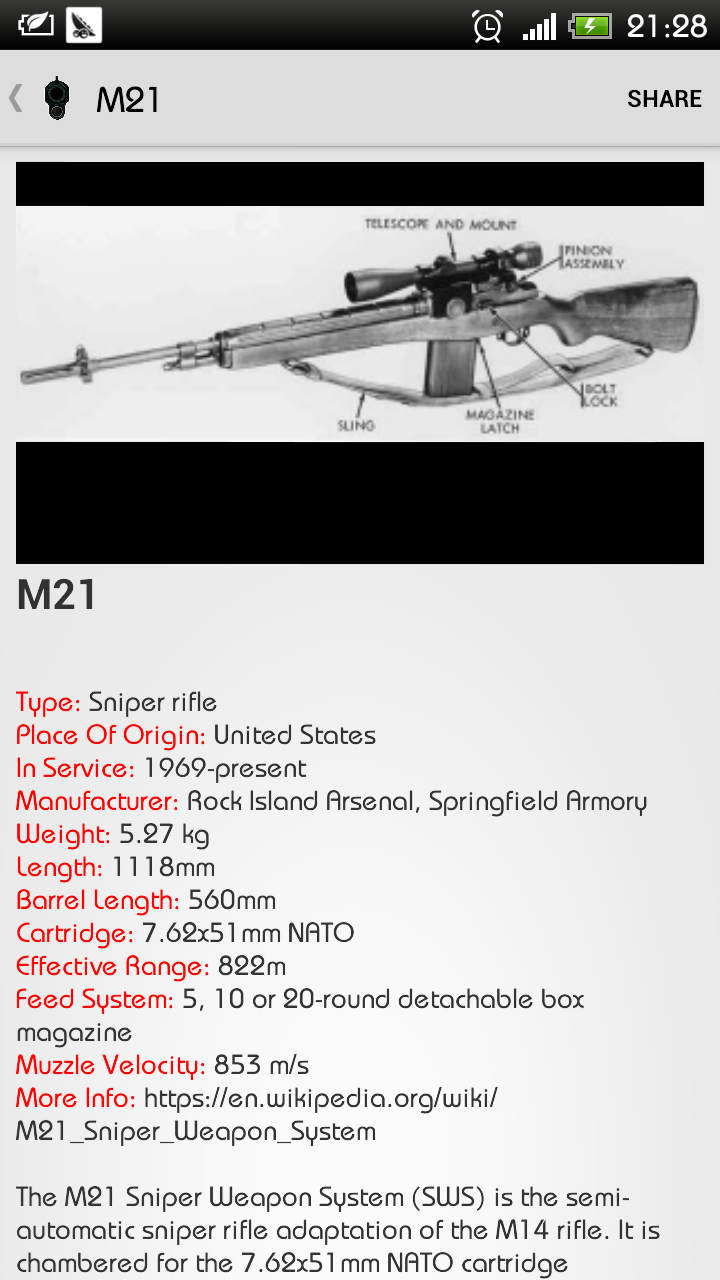 21:28
M21
SHARE
TELESCOPE AND MOUNT
PINION
ASSEMBLY
BOLT
LOCK
MAGAZINE
LATCH
SLING
M21
Type: Sniper rifle
Place Of Origin: United States
In Service: 1969-present
Manufacturer: Rock Island Arsenal, Springfield Armory
Weight: 5.27 kg
Length: 1118mm
Barrel Length: 560mm
Cartridge: 7.62x51mm NATO
Effective Range: 822m
Feed System: 5, 10 or 20-round detachable box
magazine
Muzzle Velocity: 853 m/s
More Info: https://en.wikipedia.org/wiki/
M21_Sniper_Weapon_System
The M21 Sniper Weapon System (SWS) is the semi-
automatic sniper rifle adaptation of the M14 rifle. It is
chambered for the 7.62x51mm NATO cartridge